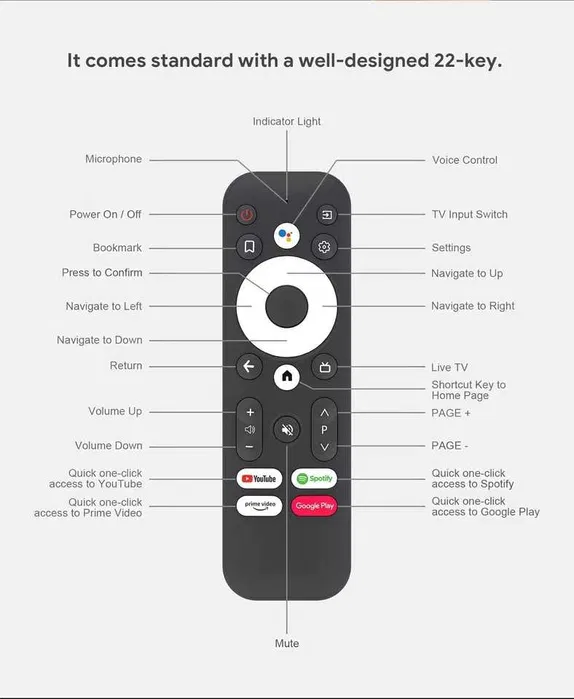 It comes standard with a well-designed 22-key.
Indicator Light
Microphone
Voice Control
Power On / Off
TV Input Switch
Bookmark
Settings
Press to Confirm
Navigate to Up
Navigate to Left
Navigate to Right
Navigate to Down
Return
Live TV
Shortcut Key to
Home Page
Volume Up
+
PAGE +
P
Volume Down
−
PAGE -
Quick one-click
access to YouTube
YouTube
Spotify
Quick one-click
access to Spotify
Quick one-click
access to Prime Video
prime video
Google Play
Quick one-click
access to Google Play
Mute